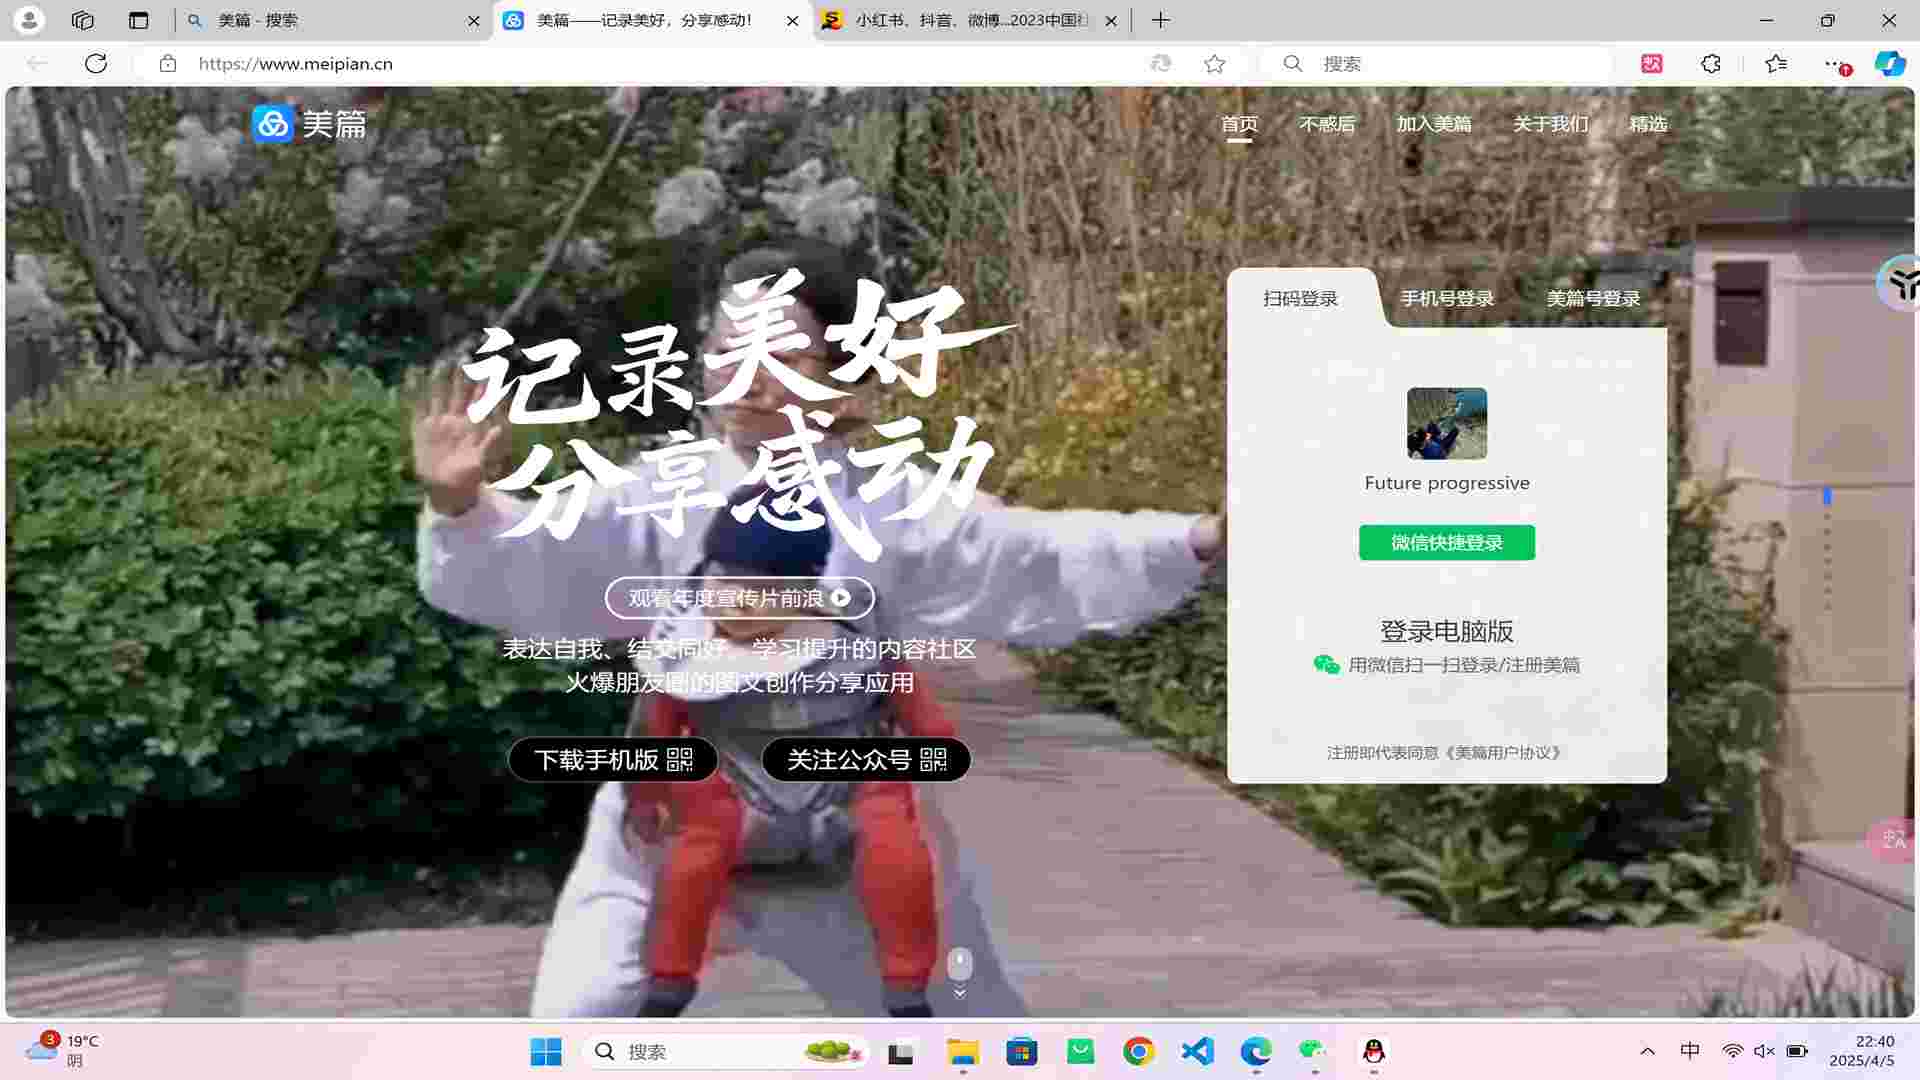 美篇 - 搜索
美篇——记录美好，分享感动!
小红书、抖音、微博...2023中国社
https://www.meipian.cn
搜索
美篇
首页
不惑后
加入美篇
关于我们
精选
记录美好
分享感动
观看年度宣传片前浪
表达自我、结交同好、学习提升的内容社区
火爆朋友圈的图文创作分享应用
下载手机版
关注公众号
扫码登录
手机号登录
美篇号登录
Future progressive
微信快捷登录
登录电脑版
用微信扫一扫登录/注册美篇
注册即代表同意《美篇用户协议》
3
19°C
阴
搜索
中
22:40
2025/4/5